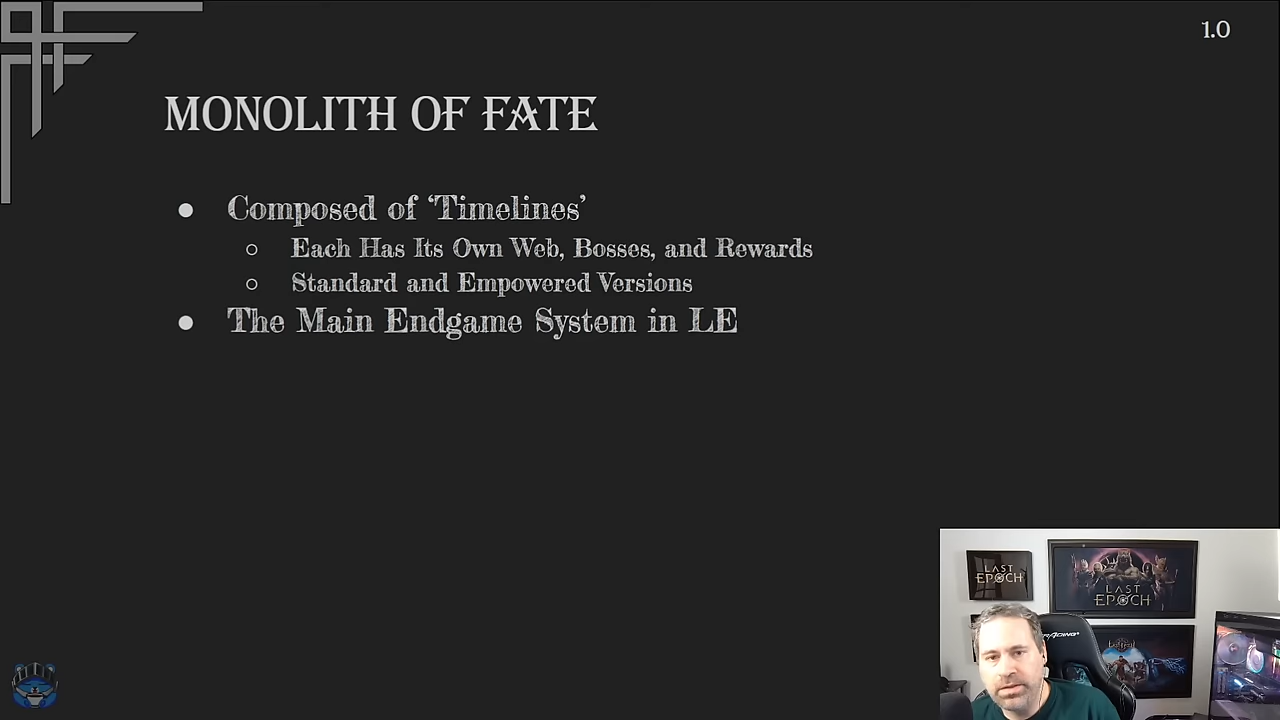 1.0
MONOLITH OF FATE
● Composed of ‘Timelines’
○ Each Has Its Own Web, Bosses, and Rewards
○ Standard and Empowered Versions
● The Main Endgame System in LE
LAST
EPOCH
LAST
EPOCH